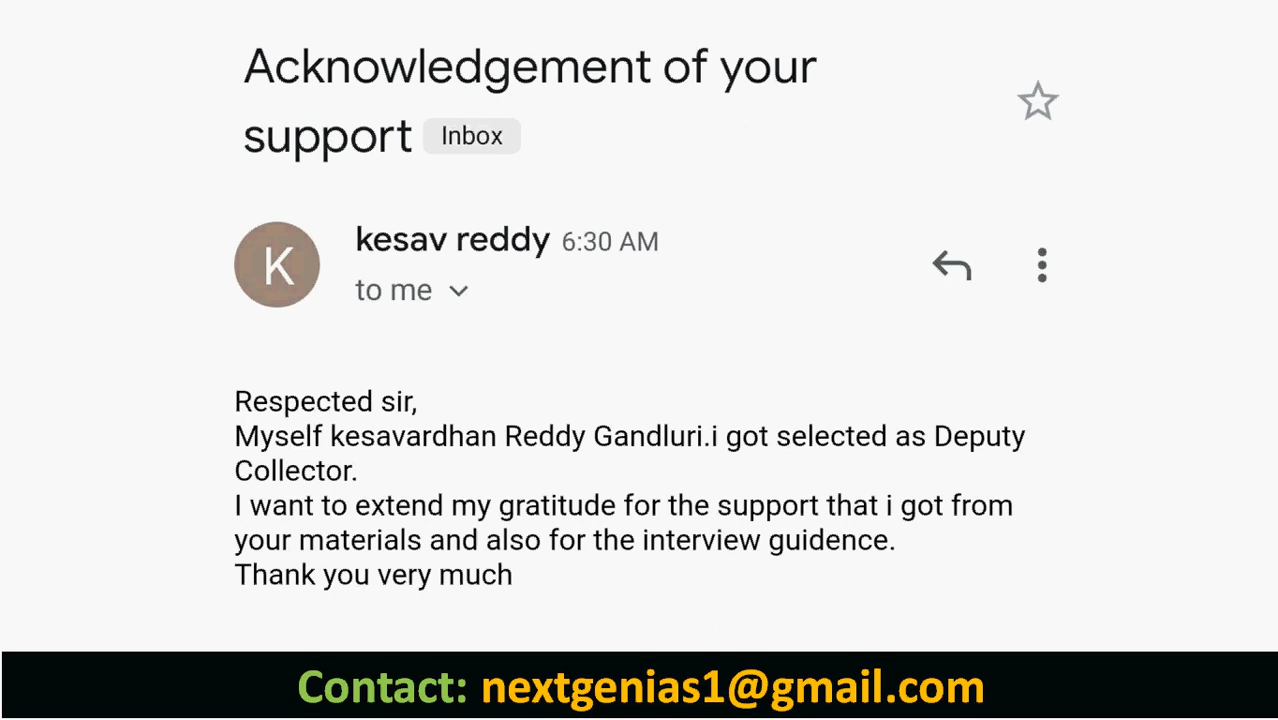 Acknowledgement of your
support Inbox
K
kesav reddy 6:30 AM
to me
Respected sir,
Myself kesavardhan Reddy Gandluri.i got selected as Deputy
Collector.
I want to extend my gratitude for the support that i got from
your materials and also for the interview guidence.
Thank you very much
Contact: nextgenias1@gmail.com